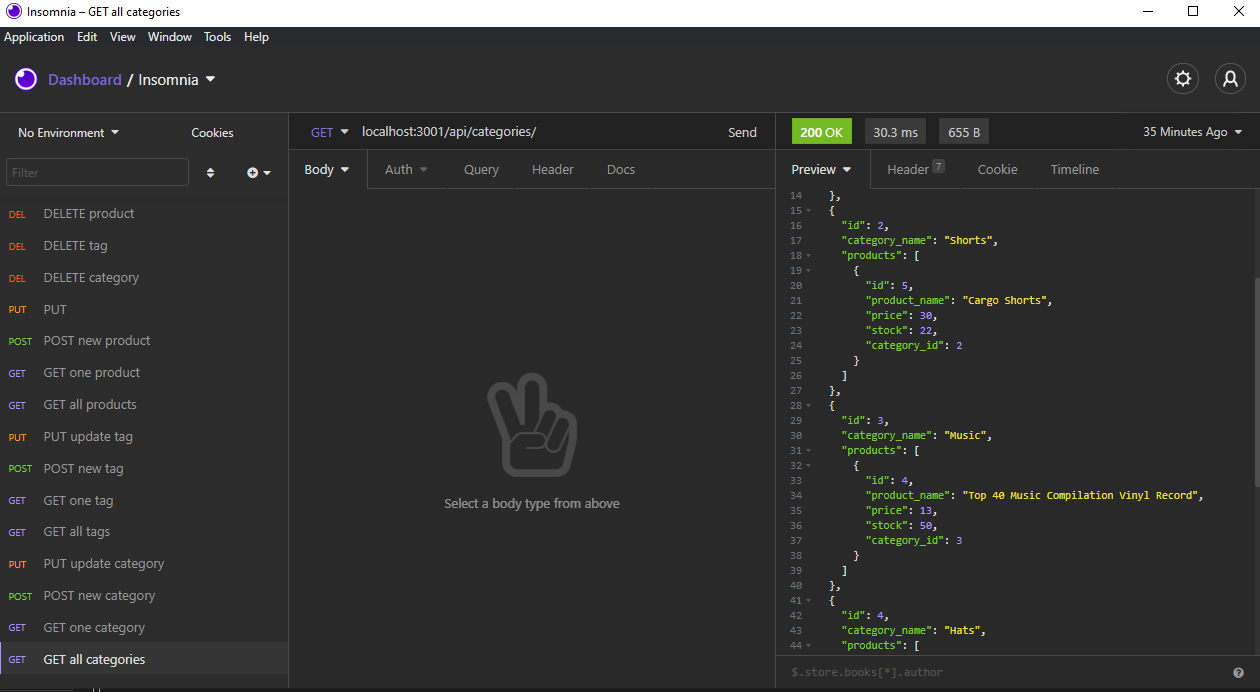 Insomnia – GET all categories
Application Edit View Window Tools Help
Dashboard / Insomnia
No Environment
Cookies
Filter
DEL DELETE product
DEL DELETE tag
DEL DELETE category
PUT PUT
POST POST new product
GET GET one product
GET GET all products
PUT PUT update tag
POST POST new tag
GET GET one tag
GET GET all tags
PUT PUT update category
POST POST new category
GET GET one category
GET GET all categories
GET localhost:3001/api/categories/ Send
Body Auth Query Header Docs
Select a body type from above
200 OK 30.3 ms 655 B 35 Minutes Ago
Preview Header 7 Cookie Timeline
14 },
15 {
16 "id": 2,
17 "category_name": "Shorts",
18 "products": [
19 {
20 "id": 5,
21 "product_name": "Cargo Shorts",
22 "price": 30,
23 "stock": 22,
24 "category_id": 2
25 }
26 ]
27 },
28 {
29 "id": 3,
30 "category_name": "Music",
31 "products": [
32 {
33 "id": 4,
34 "product_name": "Top 40 Music Compilation Vinyl Record",
35 "price": 13,
36 "stock": 50,
37 "category_id": 3
38 }
39 ]
40 },
41 {
42 "id": 4,
43 "category_name": "Hats",
44 "products": [
$.store.books[*].author